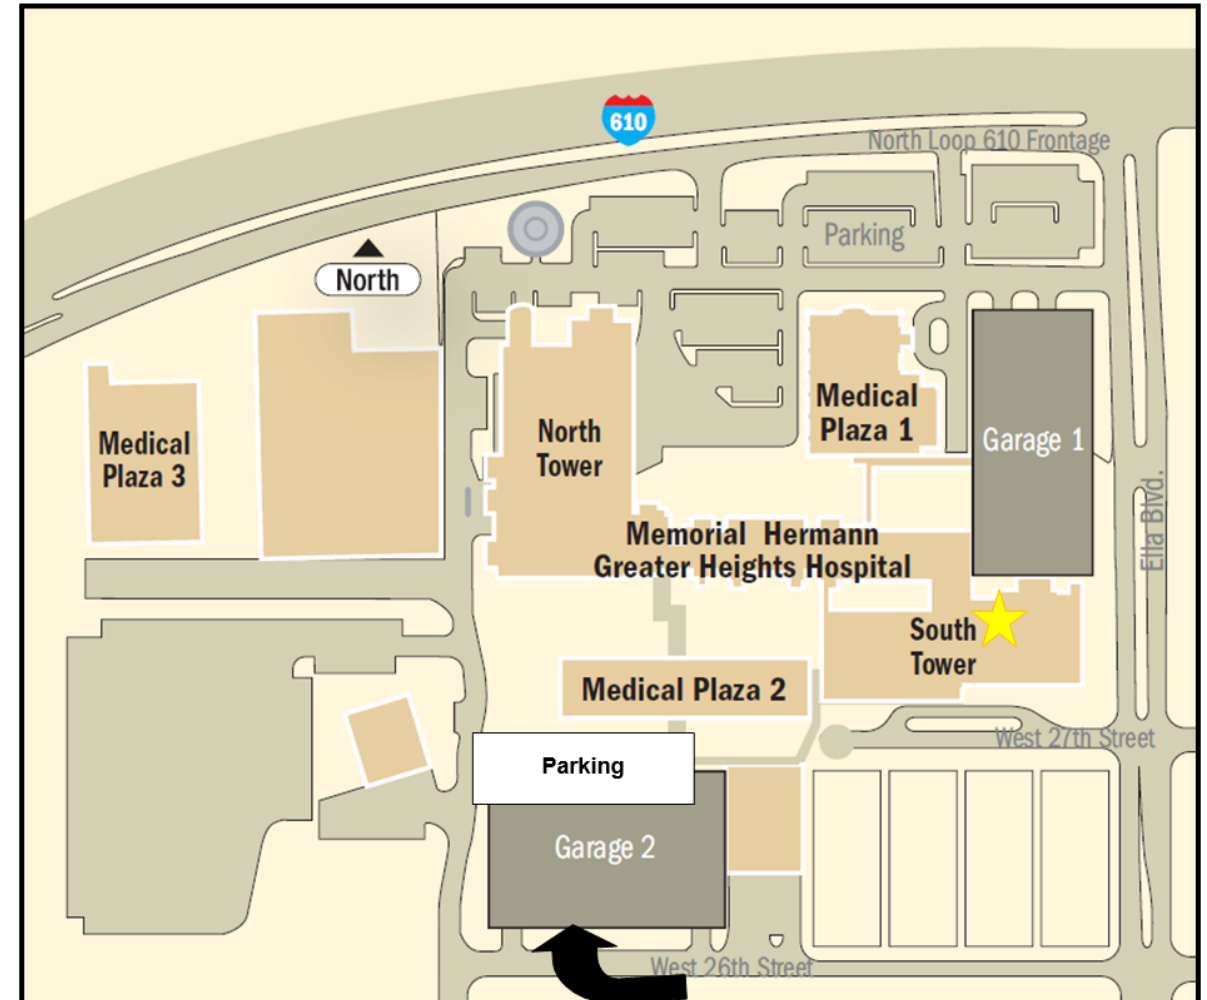 610
North Loop 610 Frontage
Parking
North
North
Tower
Medical
Plaza 1
Garage 1
Medical
Plaza 3
Ella Blvd.
Memorial Hermann
Greater Heights Hospital
South
Tower
Medical Plaza 2
West 27th Street
Parking
Garage 2
West 26th Street